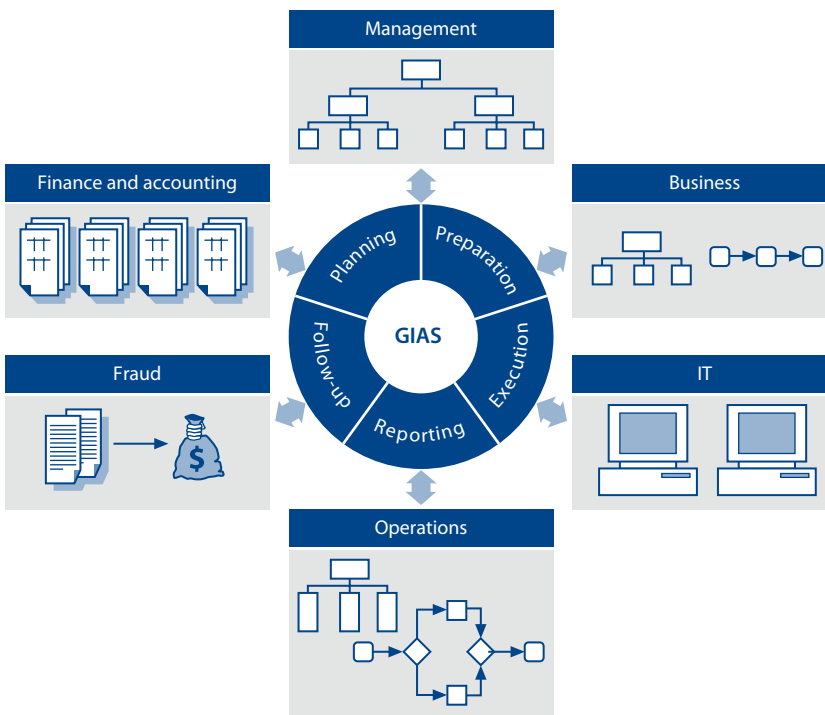 Management
Finance and accounting
Business
Planning
Preparation
GIAS
Follow-up
Execution
Reporting
Fraud
$
IT
Operations